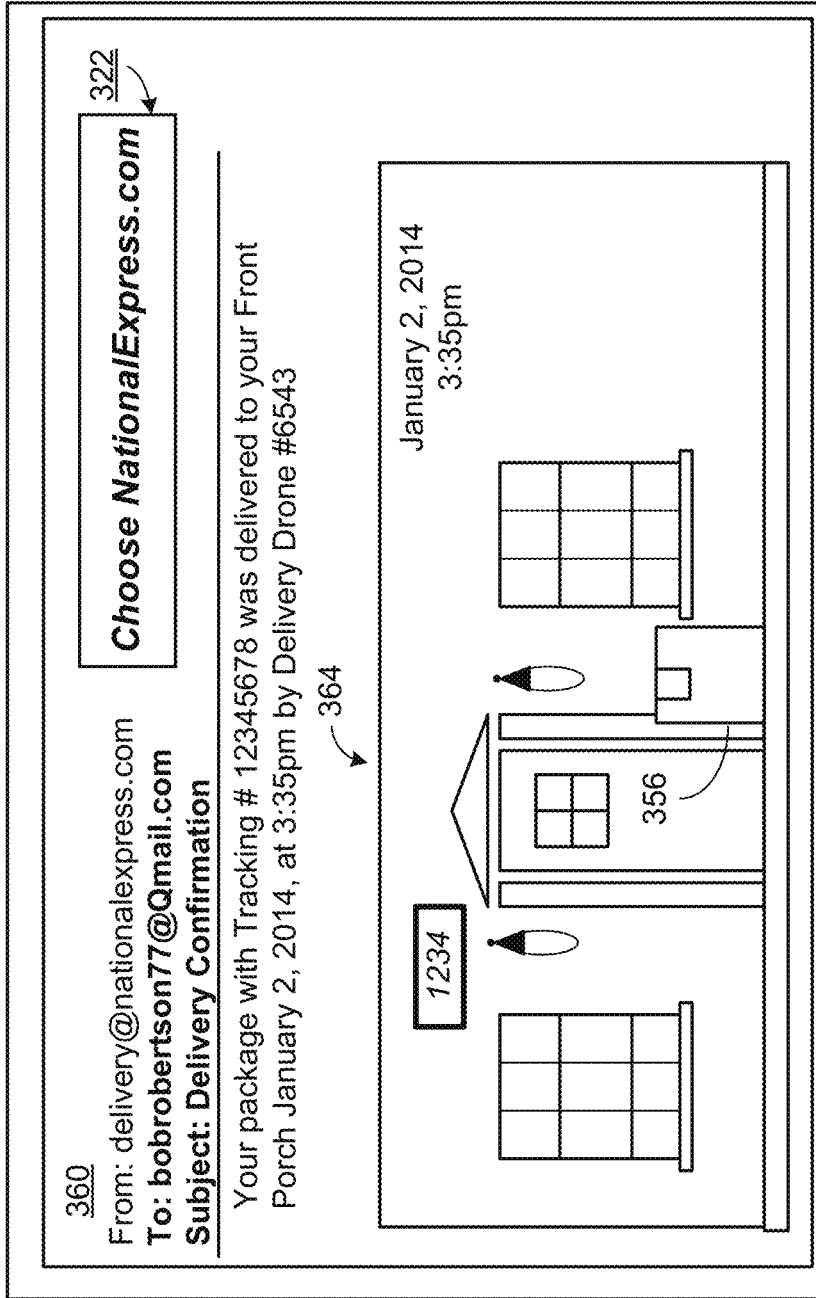 360
322
From: delivery@nationalexpress.com
Choose NationalExpress.com
To: bobrobertson77@Qmail.com
Subject: Delivery Confirmation
Your package with Tracking # 12345678 was delivered to your Front
Porch January 2, 2014, at 3:35pm by Delivery Drone #6543
364
January 2, 2014
3:35pm
1234
356